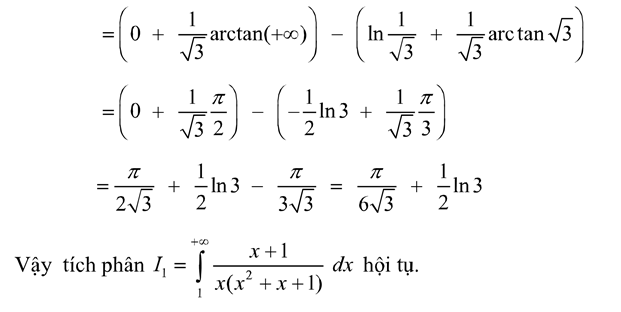 = (0 + 1/√3 arctan(+∞)) − (ln 1/√3 + 1/√3 arctan √3)
= (0 + 1/√3 π/2) − (−1/2 ln 3 + 1/√3 π/3)
= π/(2√3) + 1/2 ln 3 − π/(3√3) = π/(6√3) + 1/2 ln 3
Vậy tích phân I₁ = ∫₁^{+∞} (x+1)/(x(x²+x+1)) dx hội tụ.